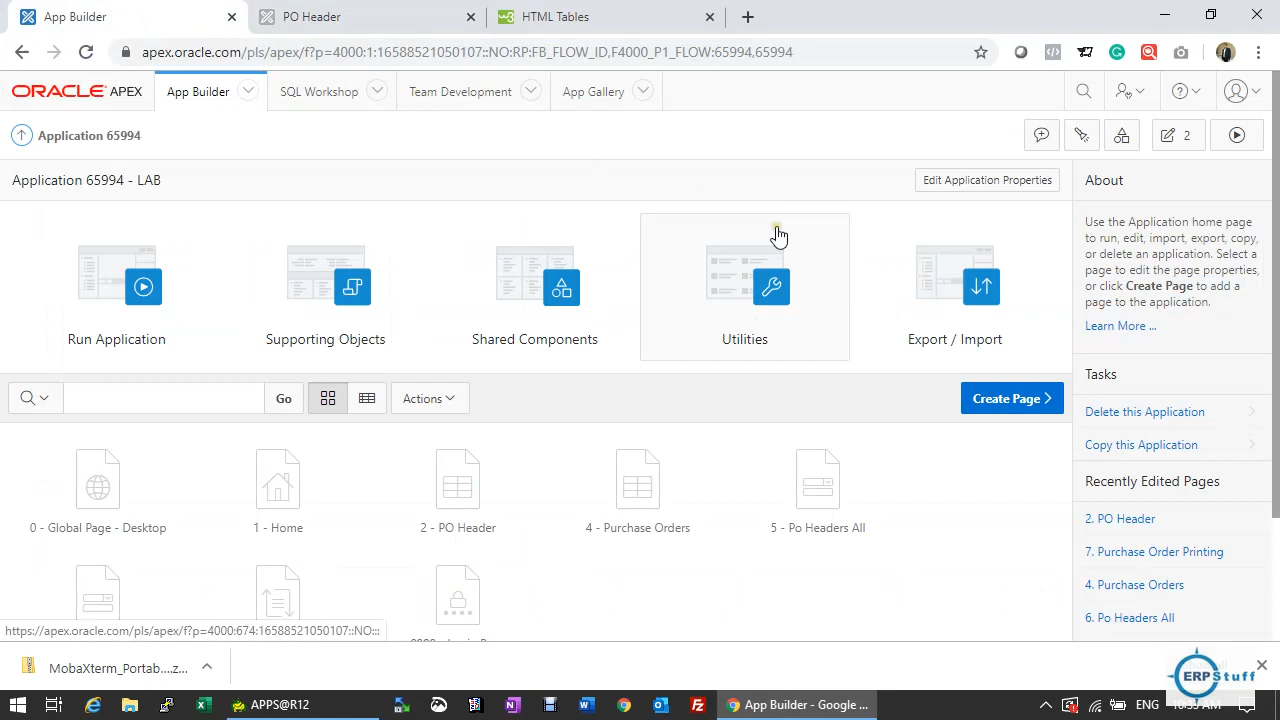 App Builder
PO Header
HTML Tables
apex.oracle.com/pls/apex/f?p=4000:1:16588521050107::NO:RP:FB_FLOW_ID,F4000_P1_FLOW:65994,65994
ORACLE APEX
App Builder
SQL Workshop
Team Development
App Gallery
Application 65994
2
Application 65994 - LAB
Edit Application Properties
About
Use the Application home page
to run, edit, import, export, copy,
or delete an application. Select a
page to edit the page properties,
or click Create Page to add a
page to the application.
Learn More ...
Run Application
Supporting Objects
Shared Components
Utilities
Export / Import
Tasks
Go
Actions
Create Page
Delete this Application
Copy this Application
Recently Edited Pages
0 - Global Page - Desktop
1 - Home
2 - PO Header
4 - Purchase Orders
5 - Po Headers All
2. PO Header
7. Purchase Order Printing
4. Purchase Orders
6. Po Headers All
https://apex.oracle.com/pls/apex/f?p=4000:674:16588521050107::NO:::
MobaXterm_Portab....z...
ERPStuff
APPS@R12
App Builder - Google ...
ENG